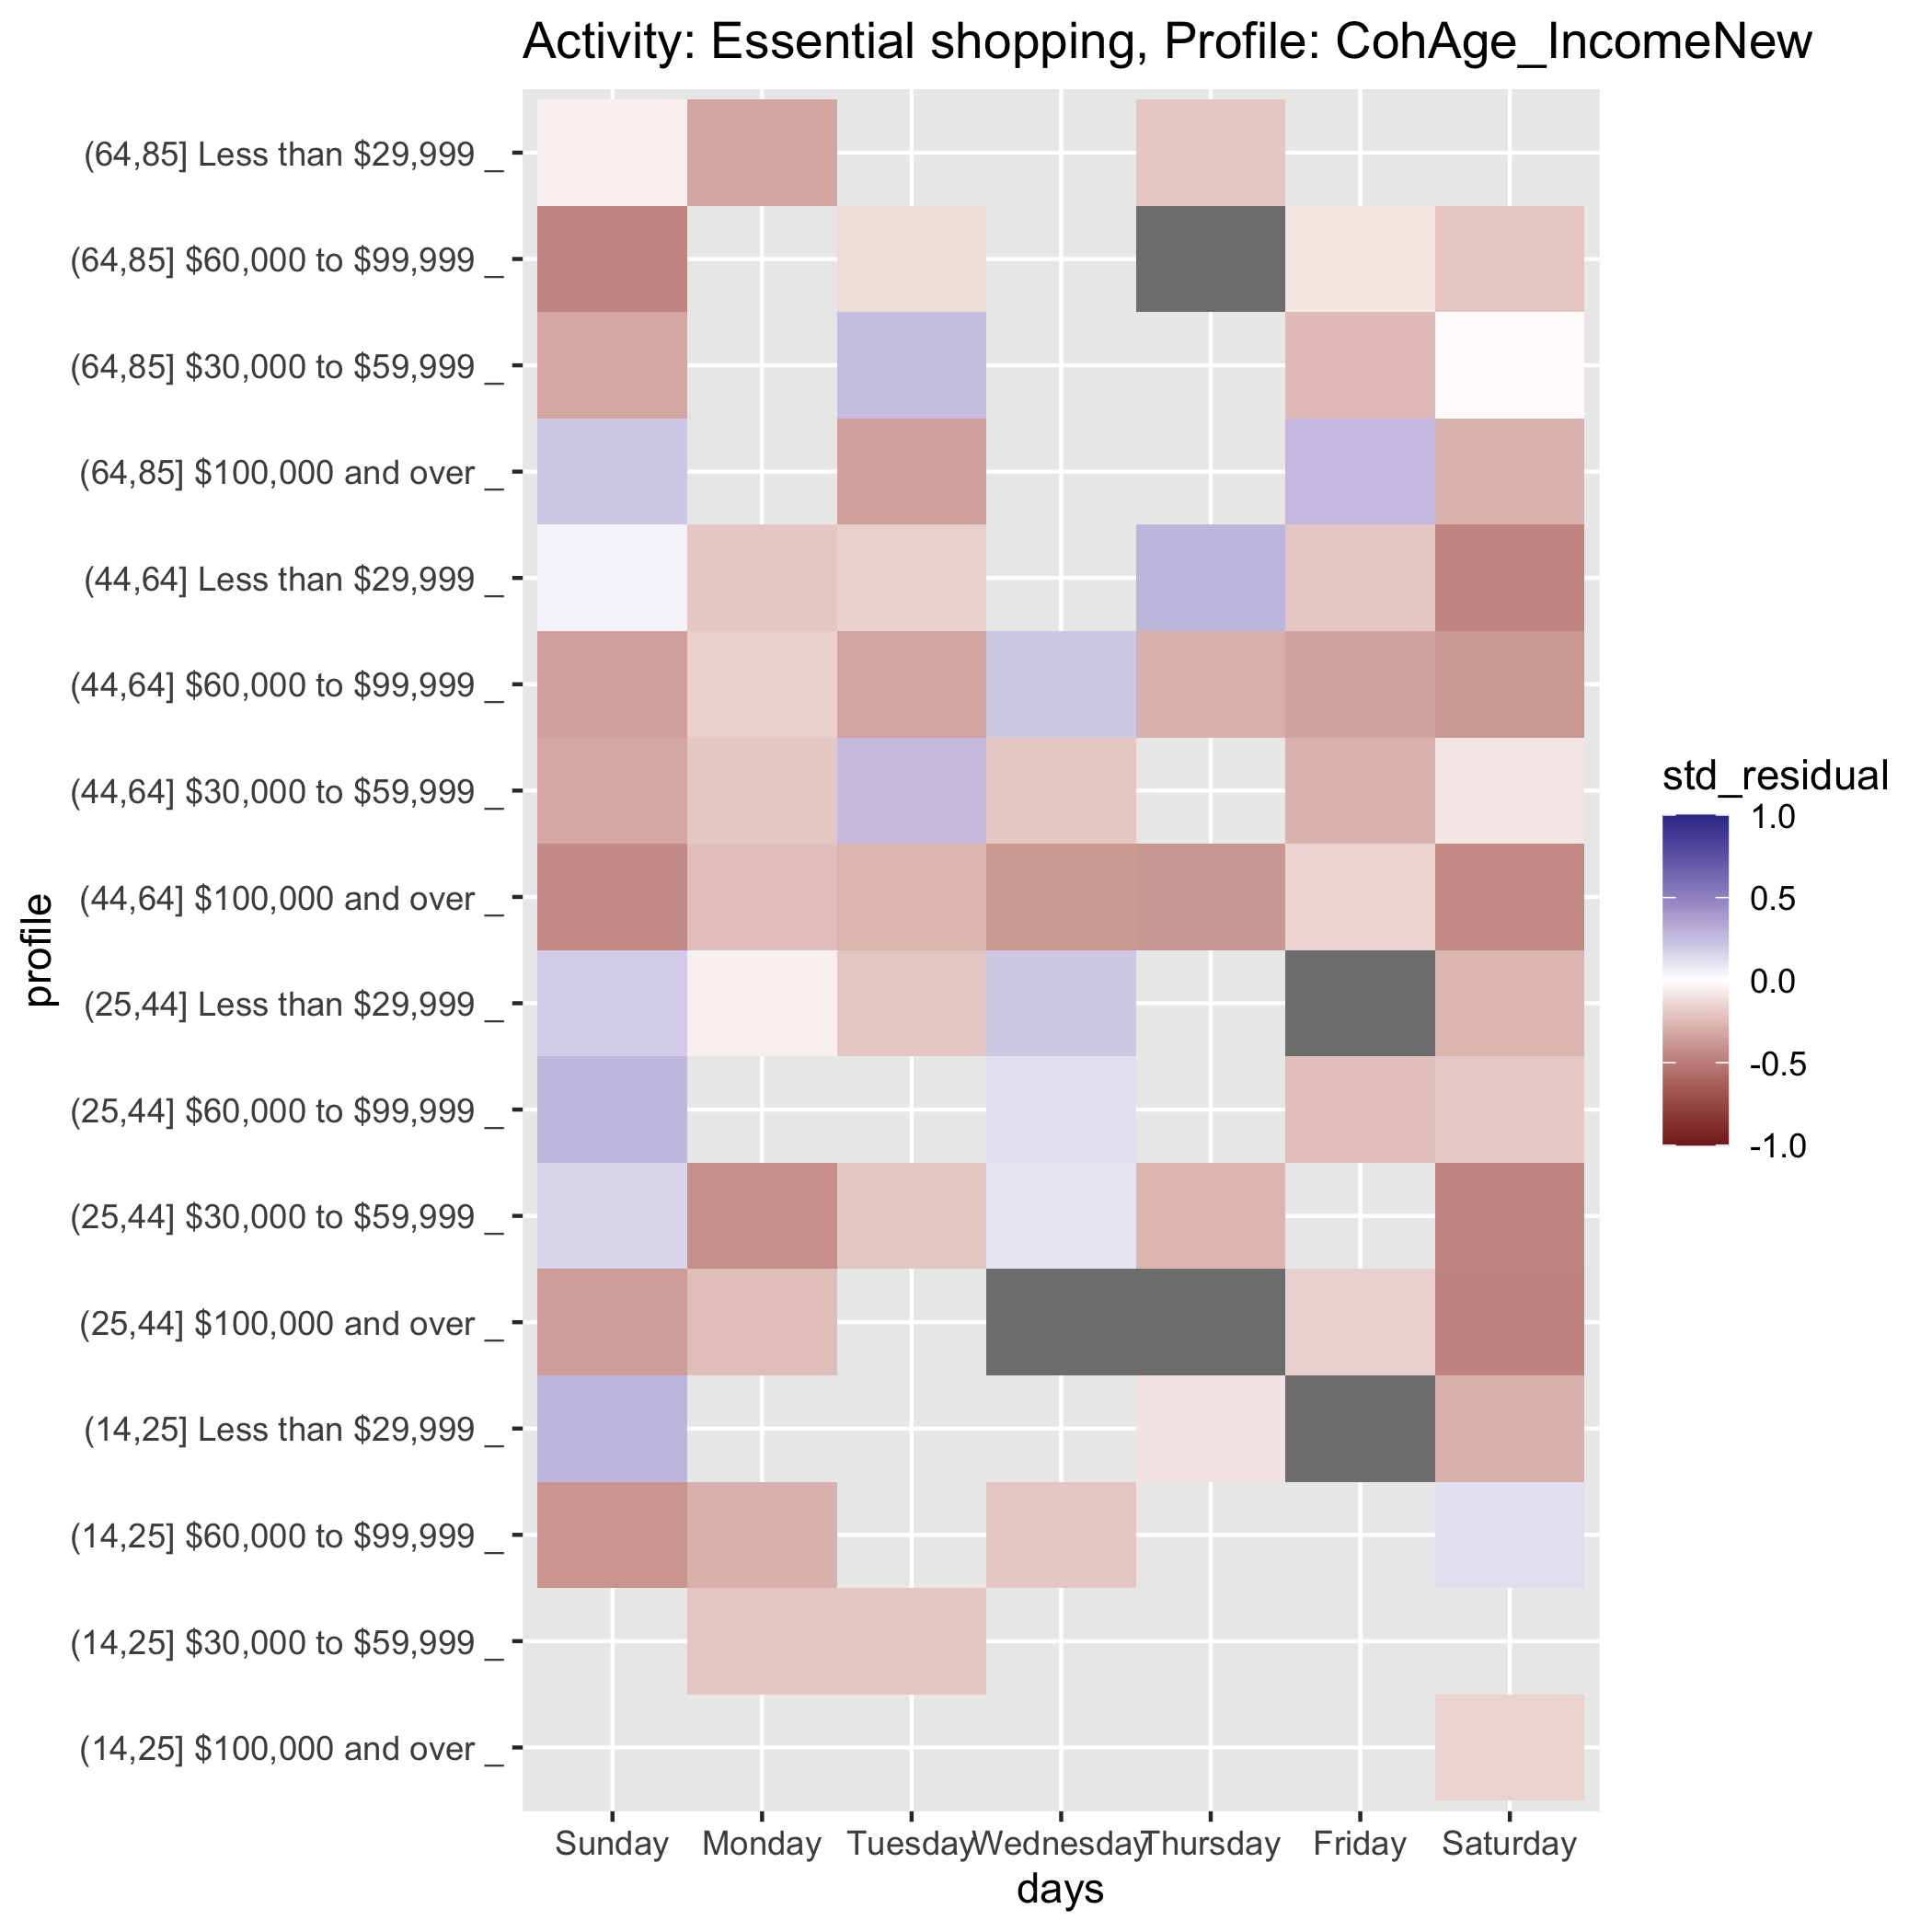 Activity: Essential shopping, Profile: CohAge_IncomeNew
(64,85] Less than $29,999 _
(64,85] $60,000 to $99,999 _
(64,85] $30,000 to $59,999 _
(64,85] $100,000 and over _
(44,64] Less than $29,999 _
(44,64] $60,000 to $99,999 _
(44,64] $30,000 to $59,999 _
(44,64] $100,000 and over _
(25,44] Less than $29,999 _
(25,44] $60,000 to $99,999 _
(25,44] $30,000 to $59,999 _
(25,44] $100,000 and over _
(14,25] Less than $29,999 _
(14,25] $60,000 to $99,999 _
(14,25] $30,000 to $59,999 _
(14,25] $100,000 and over _
profile
Sunday Monday Tuesday Wednesday Thursday Friday Saturday
days
std_residual
1.0
0.5
0.0
-0.5
-1.0